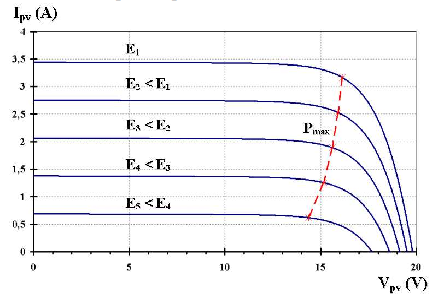 I_pv (A)
4
3,5
3
2,5
2
1,5
1
0,5
0
E_1
E_2 < E_1
E_3 < E_2
E_4 < E_3
E_5 < E_4
P_max
0
5
10
15
20
V_pv (V)